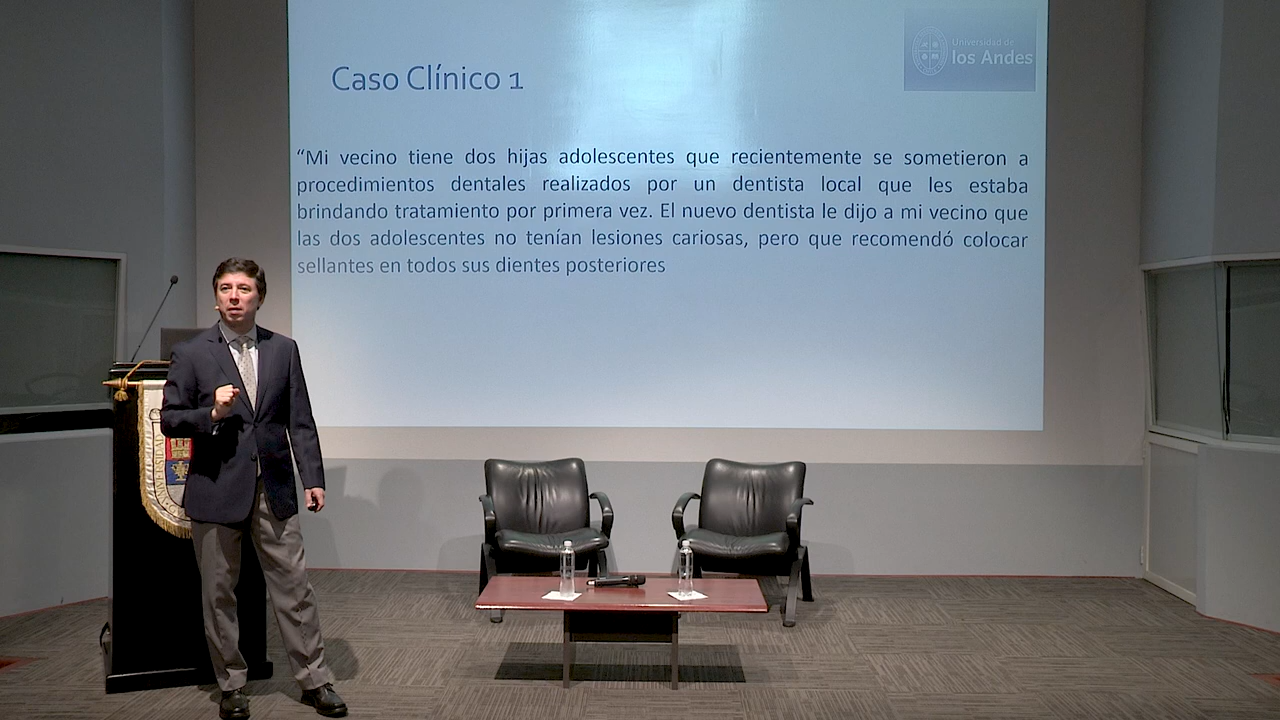 Universidad de
los Andes
Caso Clínico 1
“Mi vecino tiene dos hijas adolescentes que recientemente se sometieron a
procedimientos dentales realizados por un dentista local que les estaba
brindando tratamiento por primera vez. El nuevo dentista le dijo a mi vecino que
las dos adolescentes no tenían lesiones cariosas, pero que recomendó colocar
sellantes en todos sus dientes posteriores